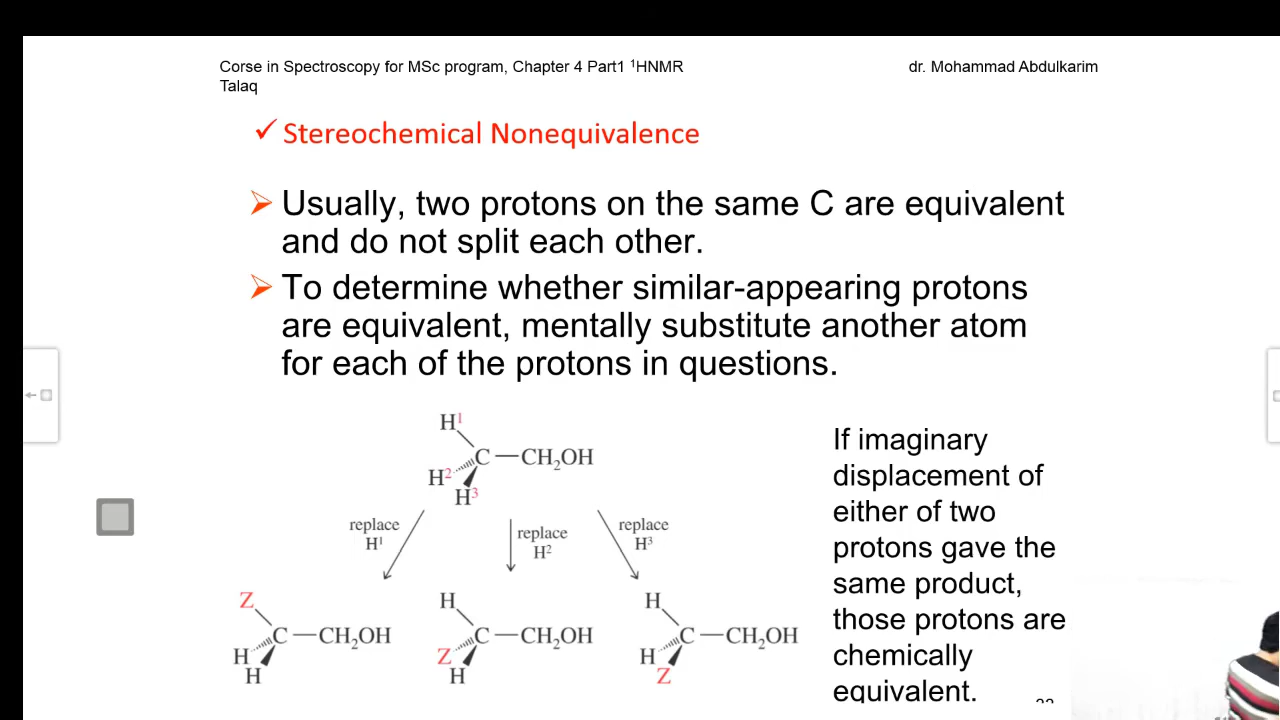 Corse in Spectroscopy for MSc program, Chapter 4 Part1 ¹HNMR dr. Mohammad Abdulkarim
Talaq
✓ Stereochemical Nonequivalence
➢ Usually, two protons on the same C are equivalent
and do not split each other.
➢ To determine whether similar-appearing protons
are equivalent, mentally substitute another atom
for each of the protons in questions.
H¹
C—CH₂OH
H²
H³
replace
H¹
replace
H²
replace
H³
Z
C—CH₂OH
H
H
H
C—CH₂OH
Z
H
H
C—CH₂OH
H
Z
If imaginary
displacement of
either of two
protons gave the
same product,
those protons are
chemically
equivalent.